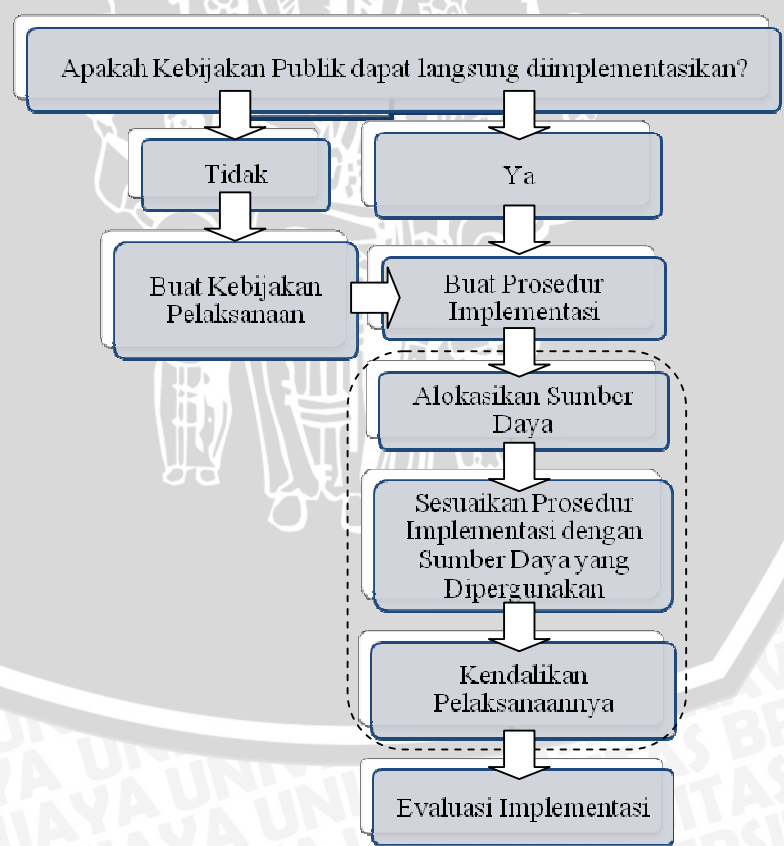 Apakah Kebijakan Publik dapat langsung diimplementasikan?
Tidak
Ya
Buat Kebijakan
Pelaksanaan
Buat Prosedur
Implementasi
Alokasikan Sumber
Daya
Sesuaikan Prosedur
Implementasi dengan
Sumber Daya yang
Dipergunakan
Kendalikan
Pelaksanaannya
Evaluasi Implementasi